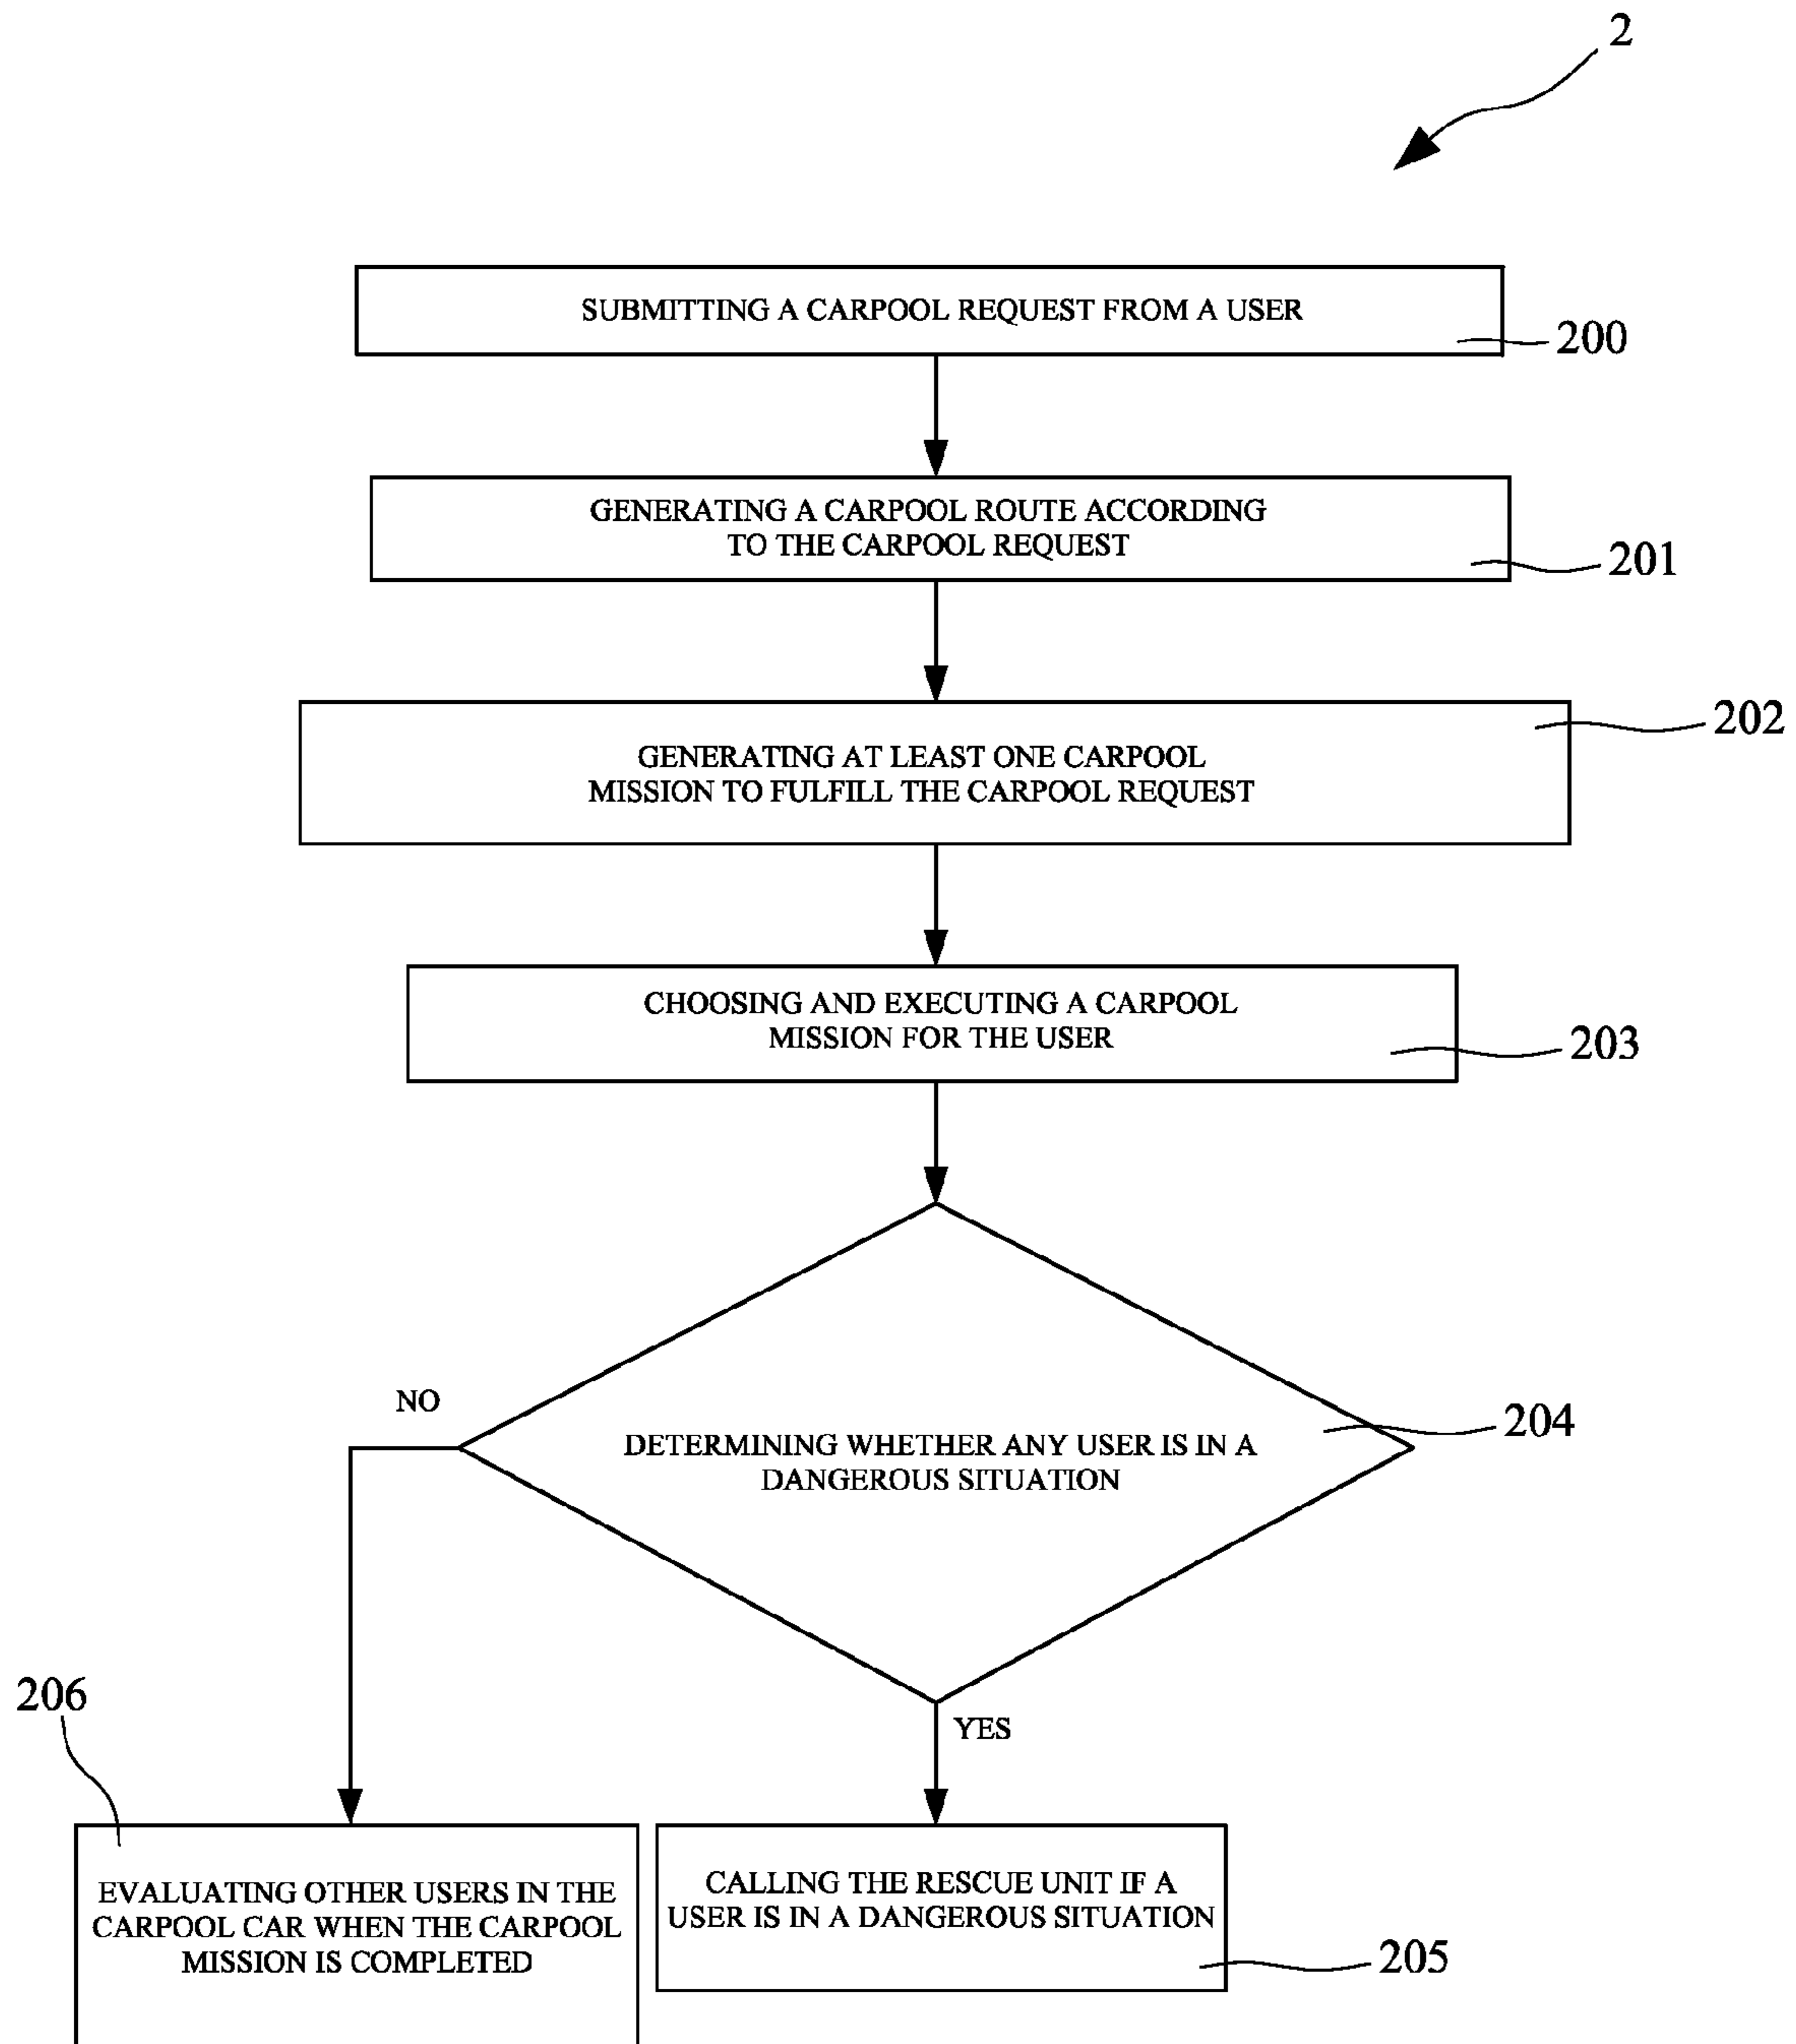 2
SUBMITTING A CARPOOL REQUEST FROM A USER
200
GENERATING A CARPOOL ROUTE ACCORDING
TO THE CARPOOL REQUEST
201
202
GENERATING AT LEAST ONE CARPOOL
MISSION TO FULFILL THE CARPOOL REQUEST
CHOOSING AND EXECUTING A CARPOOL
MISSION FOR THE USER
203
NO
204
DETERMINING WHETHER ANY USER IS IN A
DANGEROUS SITUATION
206
YES
EVALUATING OTHER USERS IN THE
CARPOOL CAR WHEN THE CARPOOL
MISSION IS COMPLETED
CALLING THE RESCUE UNIT IF A
USER IS IN A DANGEROUS SITUATION
205